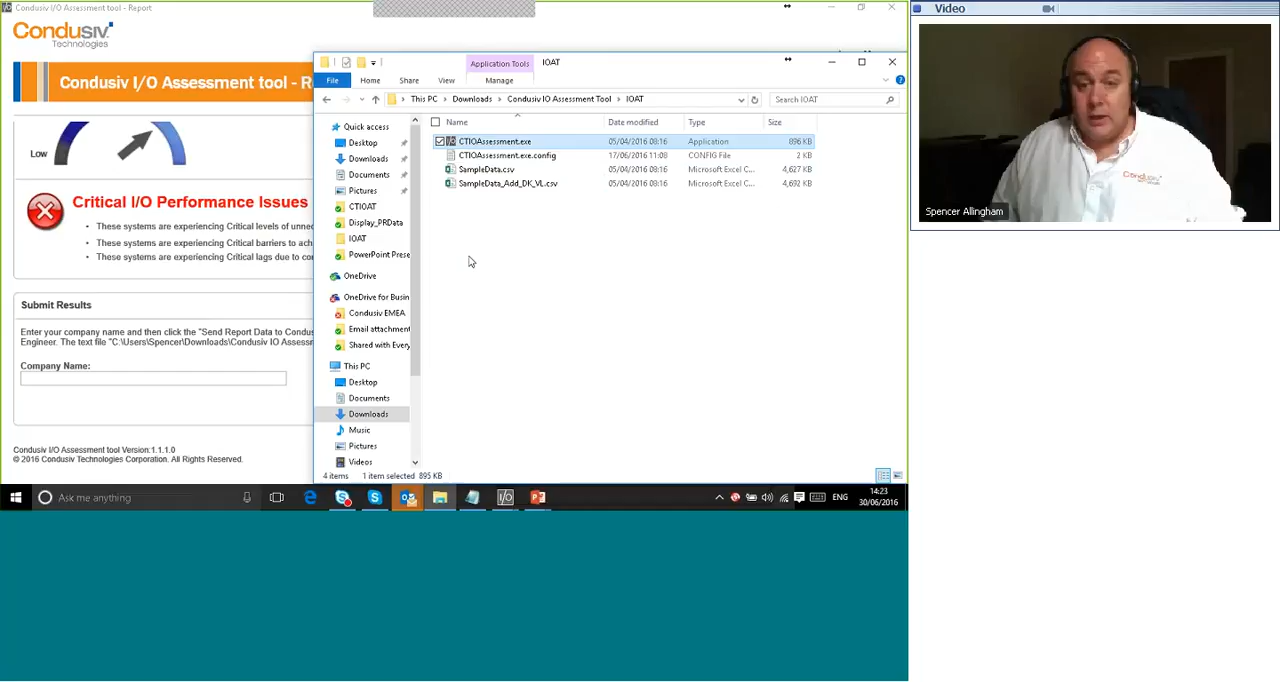 Condusiv I/O Assessment tool - Report
Condusiv
Technologies
Condusiv I/O Assessment tool - R
Low
Critical I/O Performance Issues
• These systems are experiencing Critical levels of unne
• These systems are experiencing Critical barriers to ach
• These systems are experiencing Critical lags due to co
Submit Results
Enter your company name and then click the "Send Report Data to Condus
Engineer. The text file "C:\Users\Spencer\Downloads\Condusiv IO Assessm
Company Name:
Condusiv I/O Assessment tool Version:1.1.1.0
© 2016 Condusiv Technologies Corporation. All Rights Reserved.
Application Tools IOAT
File Home Share View Manage
This PC Downloads Condusiv IO Assessment Tool IOAT Search IOAT
Name Date modified Type Size
CTIOAssessment.exe 05/04/2016 08:16 Application 896 KB
CTIOAssessment.exe.config 17/06/2016 11:08 CONFIG File 2 KB
SampleData.csv 05/04/2016 08:16 Microsoft Excel C... 4,627 KB
SampleData_Add_DK_VL.csv 05/04/2016 08:16 Microsoft Excel C... 4,692 KB
Quick access
Desktop
Downloads
Documents
Pictures
CTIOAT
Display_PRData
IOAT
PowerPoint Prese
OneDrive
OneDrive for Busin
Condusiv EMEA
Email attachment
Shared with Every
This PC
Desktop
Documents
Downloads
Music
Pictures
Videos
4 items 1 item selected 895 KB
Ask me anything
I/O
ENG
14:23
30/06/2016
Video
Condusiv
Spencer Allingham